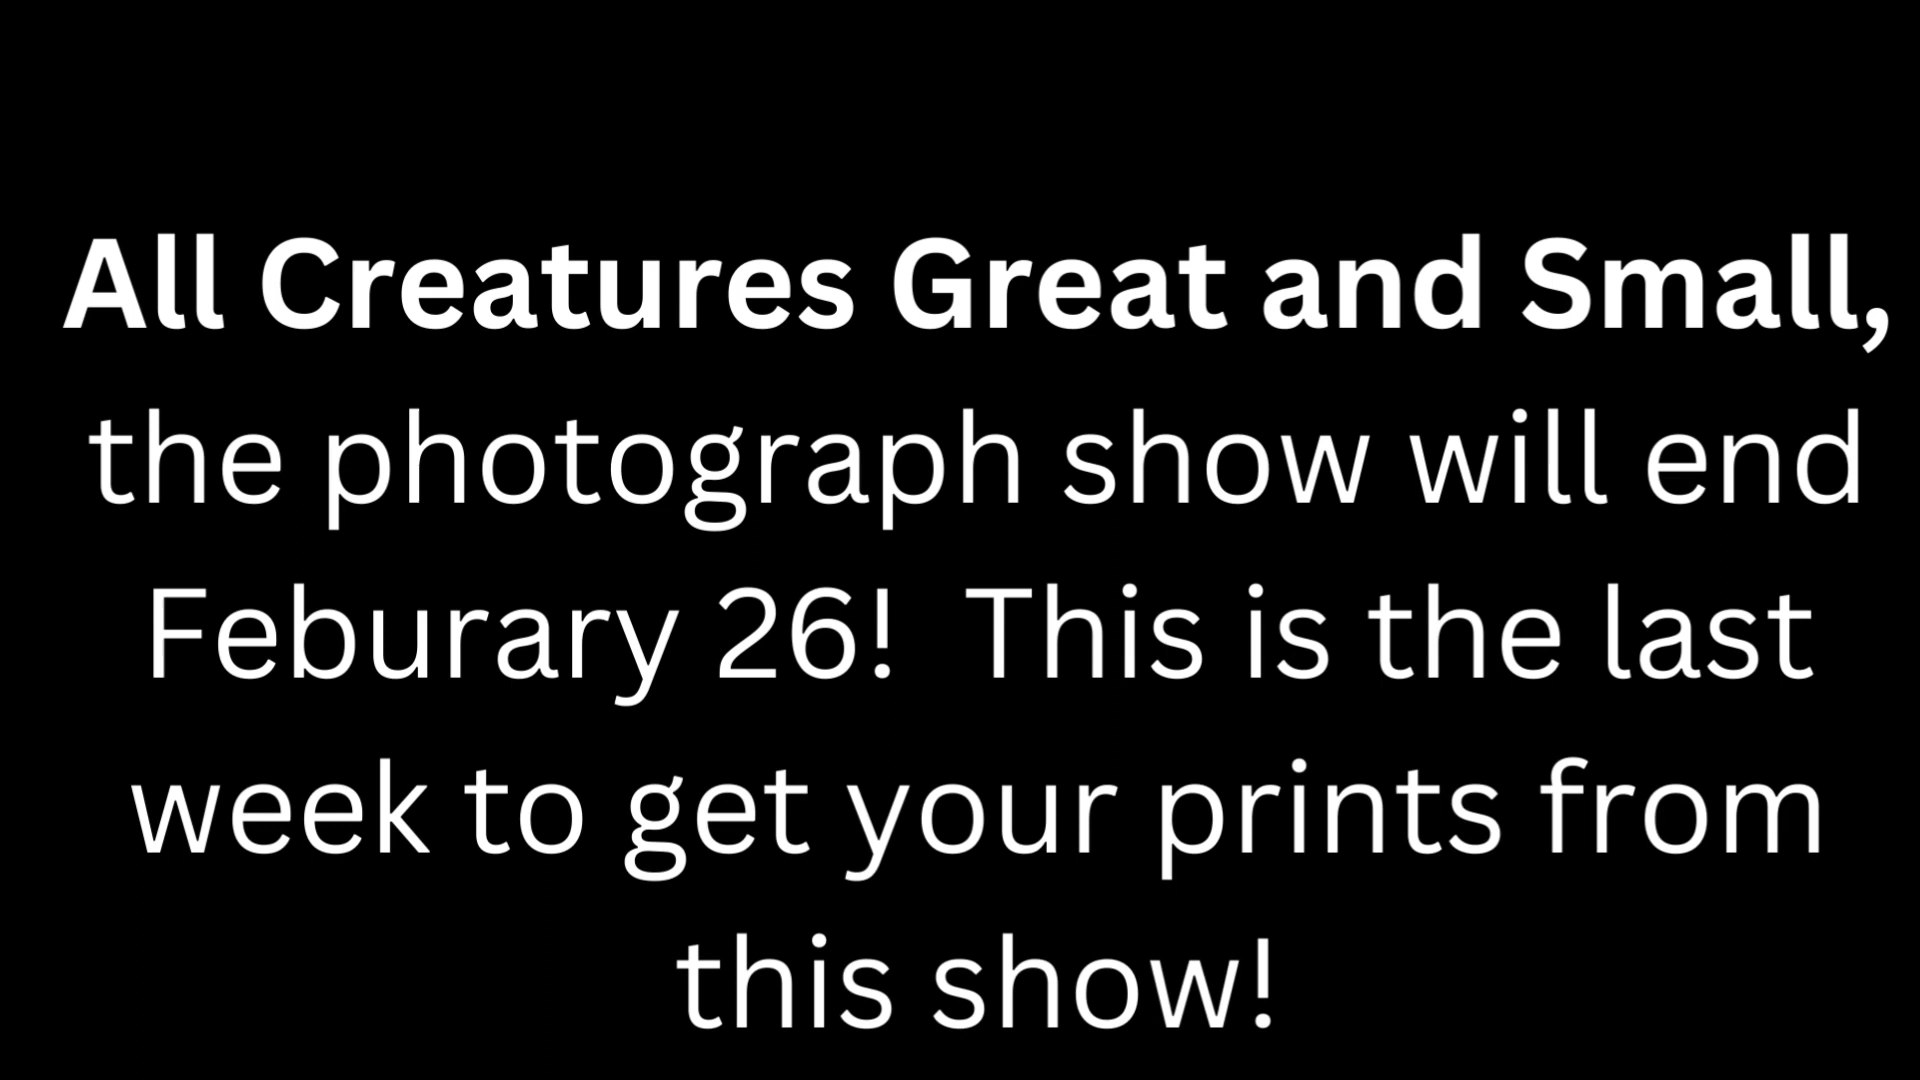 All Creatures Great and Small,
the photograph show will end
Feburary 26!  This is the last
week to get your prints from
this show!